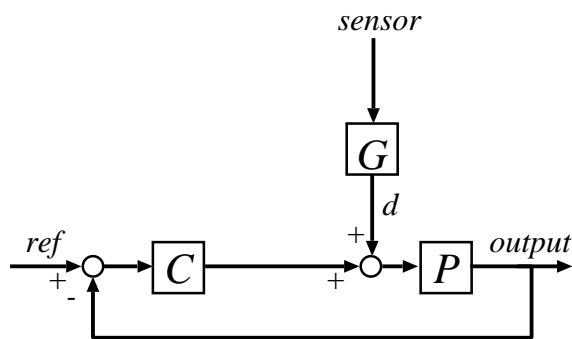 sensor
G
d
+
ref
C
P
output
+
-
+